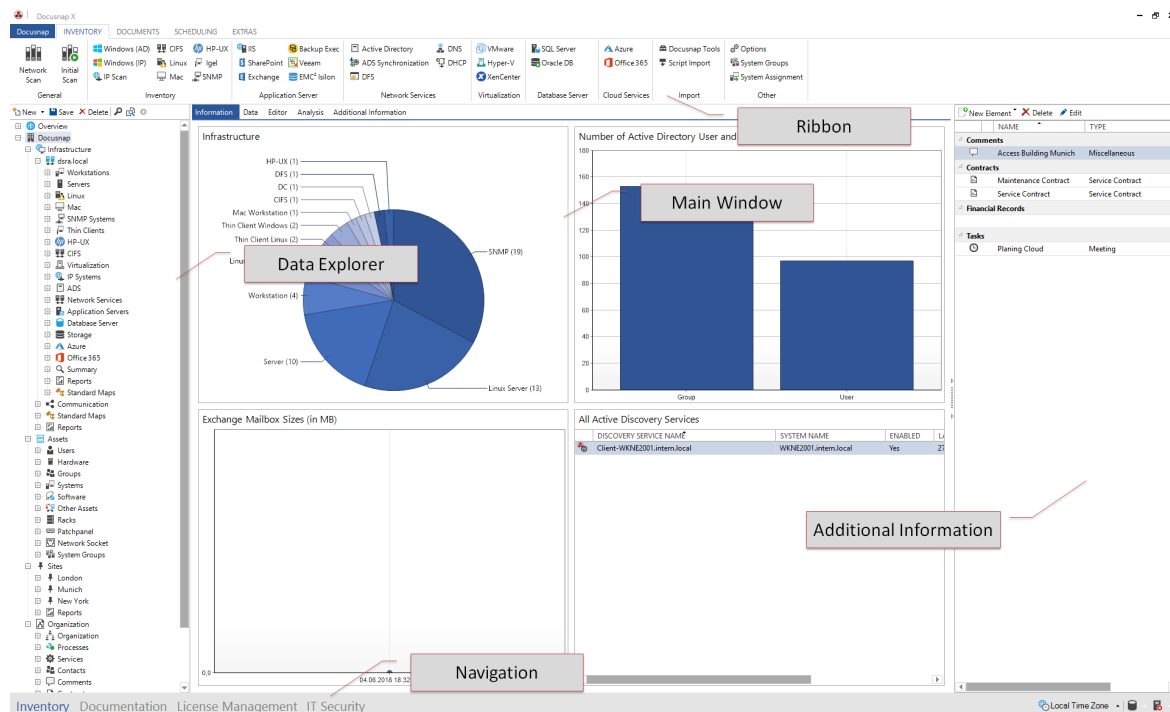 Docusnap X
Docusnap INVENTORY DOCUMENTS SCHEDULING EXTRAS
Network Scan
Initial Scan
General
Windows (AD) CIFS HP-UX
Windows (IP) Linux Igel
IP Scan Mac SNMP
Inventory
IIS Backup Exec
SharePoint Veeam
Exchange EMC² Isilon
Application Server
Active Directory DNS
ADS Synchronization DHCP
DFS
Network Services
VMware
Hyper-V
XenCenter
Virtualization
SQL Server
Oracle DB
Database Server
Azure
Office 365
Cloud Services
Docusnap Tools
Script Import
Import
Options
System Groups
System Assignment
Other
New Save Delete
Overview
Docusnap
Infrastructure
dsra.local
Workstations
Servers
Linux
Mac
SNMP Systems
Thin Clients
HP-UX
CIFS
Virtualization
IP Systems
ADS
Network Services
Application Servers
Database Server
Storage
Azure
Office 365
Summary
Reports
Standard Maps
Communication
Standard Maps
Reports
Assets
Users
Hardware
Groups
Systems
Software
Other Assets
Racks
Patchpanel
Network Socket
System Groups
Sites
London
Munich
New York
Reports
Organization
Organization
Processes
Services
Contacts
Comments
Data Explorer
Information Data Editor Analysis Additional Information
Ribbon
Infrastructure
HP-UX (1)
DFS (1)
DC (1)
CIFS (1)
Mac Workstation (1)
Thin Client Windows (2)
Thin Client Linux (2)
Workstation (4)
Server (10)
SNMP (19)
Linux Server (13)
Number of Active Directory User and
180
160
140
120
100
80
60
40
20
0
Group User
Main Window
Exchange Mailbox Sizes (in MB)
0,0
04.06.2018 18:32
All Active Discovery Services
DISCOVERY SERVICE NAME SYSTEM NAME ENABLED
Client-WKNE2001.intern.local WKNE2001.intern.local Yes 27
New Element Delete Edit
NAME TYPE
Comments
Access Building Munich Miscellaneous
Contracts
Maintenance Contract Service Contract
Service Contract Service Contract
Financial Records
Tasks
Planing Cloud Meeting
Additional Information
Navigation
Inventory Documentation License Management IT Security
Local Time Zone